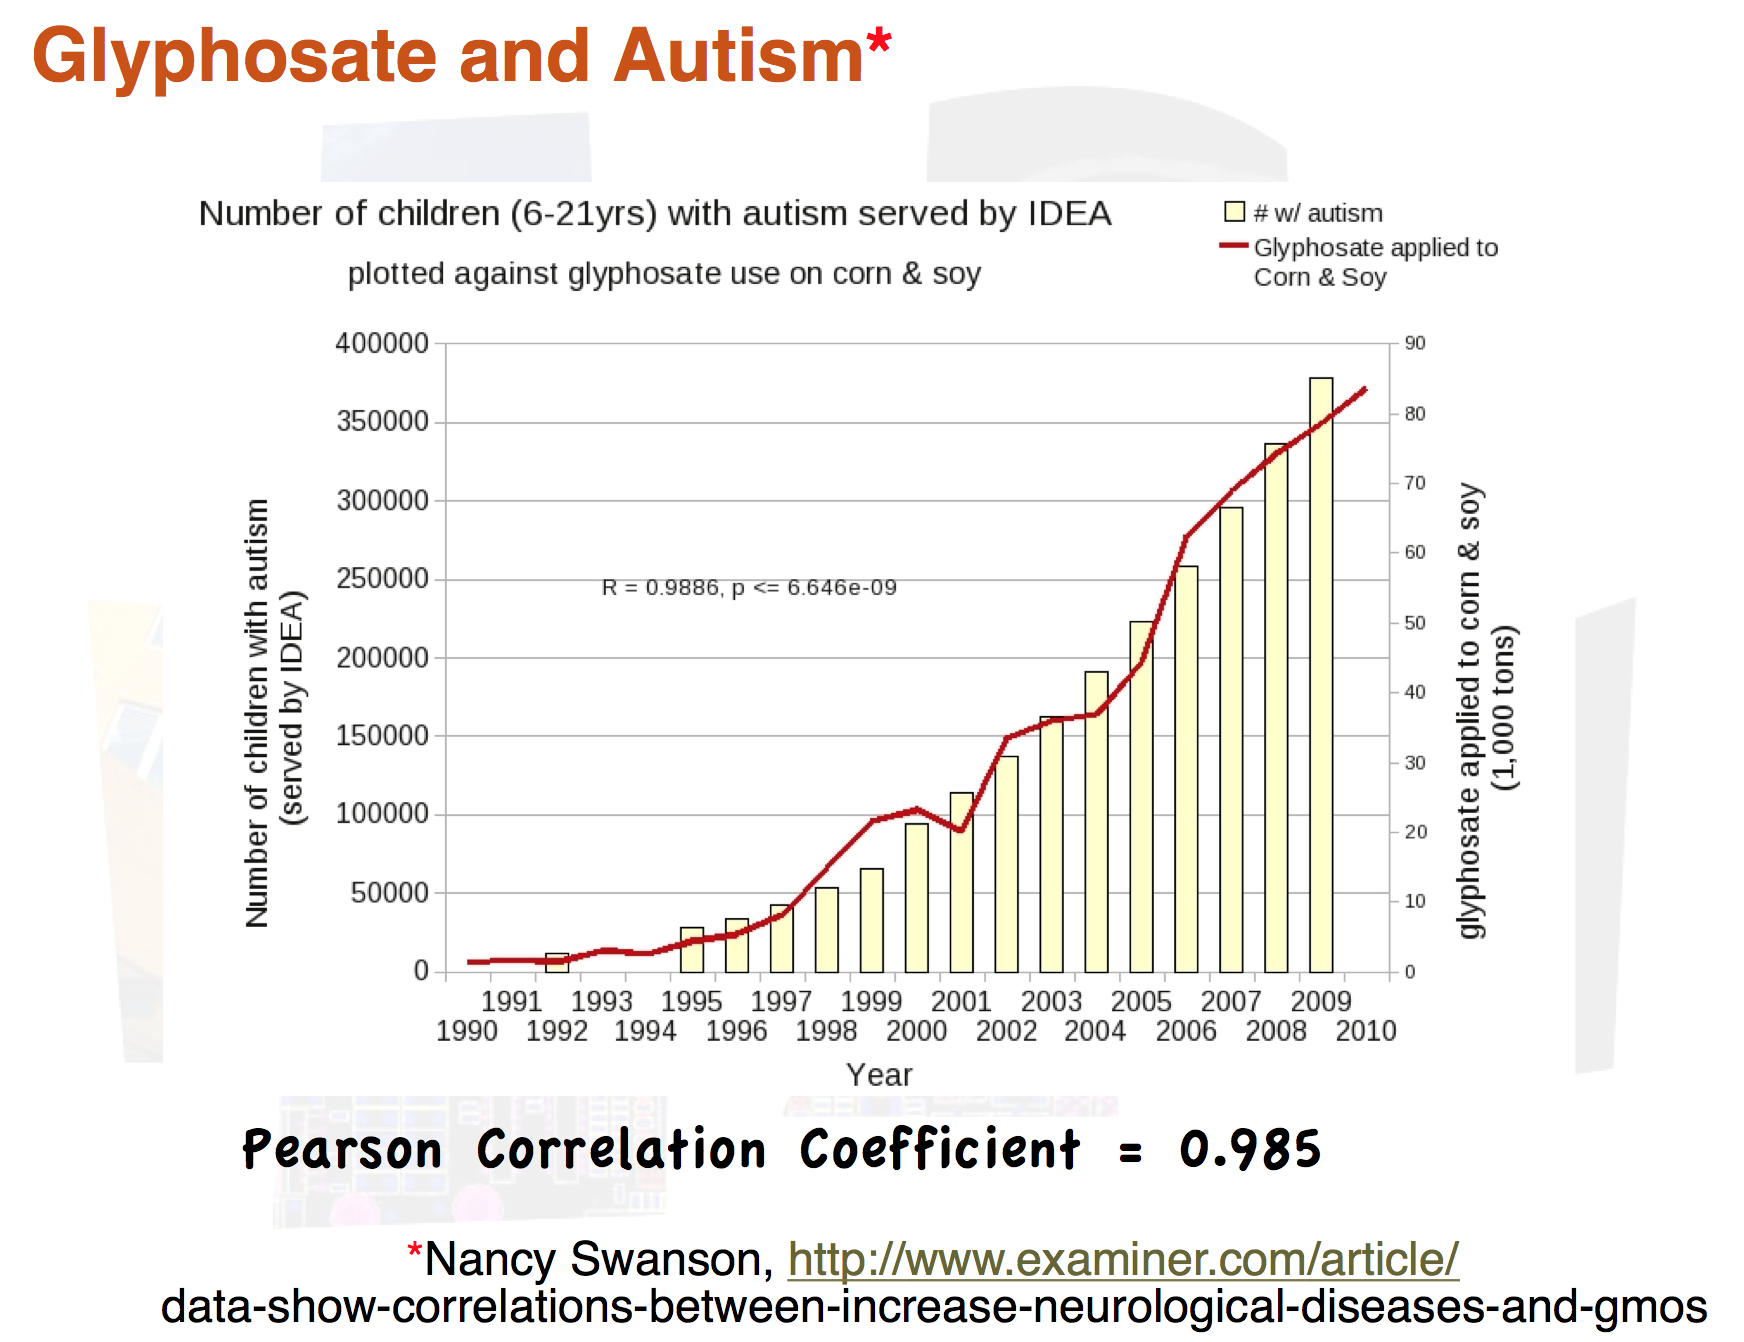 Glyphosate and Autism*
Number of children (6-21yrs) with autism served by IDEA
plotted against glyphosate use on corn & soy
# w/ autism
Glyphosate applied to
Corn & Soy
400000
350000
300000
250000
200000
150000
100000
50000
0
Number of children with autism
(served by IDEA)
R = 0.9886, p <= 6.646e-09
90
80
70
60
50
40
30
20
10
0
glyphosate applied to corn & soy
(1,000 tons)
1991 1993 1995 1997 1999 2001 2003 2005 2007 2009
1990 1992 1994 1996 1998 2000 2002 2004 2006 2008 2010
Year
Pearson Correlation Coefficient = 0.985
*Nancy Swanson, http://www.examiner.com/article/
data-show-correlations-between-increase-neurological-diseases-and-gmos